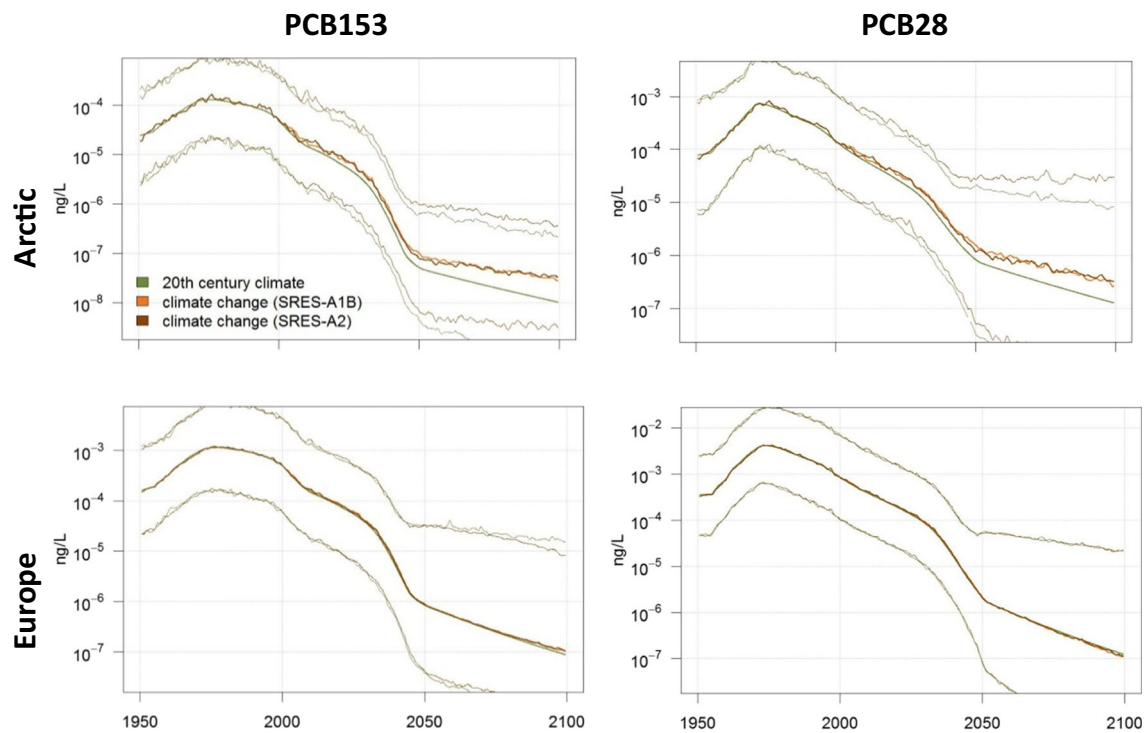 PCB153
PCB28
Arctic
ng/L
10⁻⁴
10⁻⁵
10⁻⁶
10⁻⁷
10⁻⁸
20th century climate
climate change (SRES-A1B)
climate change (SRES-A2)
ng/L
10⁻³
10⁻⁴
10⁻⁵
10⁻⁶
10⁻⁷
Europe
ng/L
10⁻³
10⁻⁴
10⁻⁵
10⁻⁶
10⁻⁷
1950 2000 2050 2100
ng/L
10⁻²
10⁻³
10⁻⁴
10⁻⁵
10⁻⁶
10⁻⁷
1950 2000 2050 2100